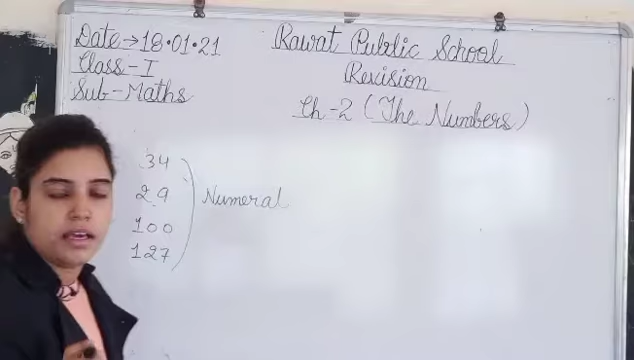 Date→18•01•21
Class-I
Sub-Maths
Rawat Public School
Revision
Ch-2 (The Numbers)
34
29
100
127
Numeral